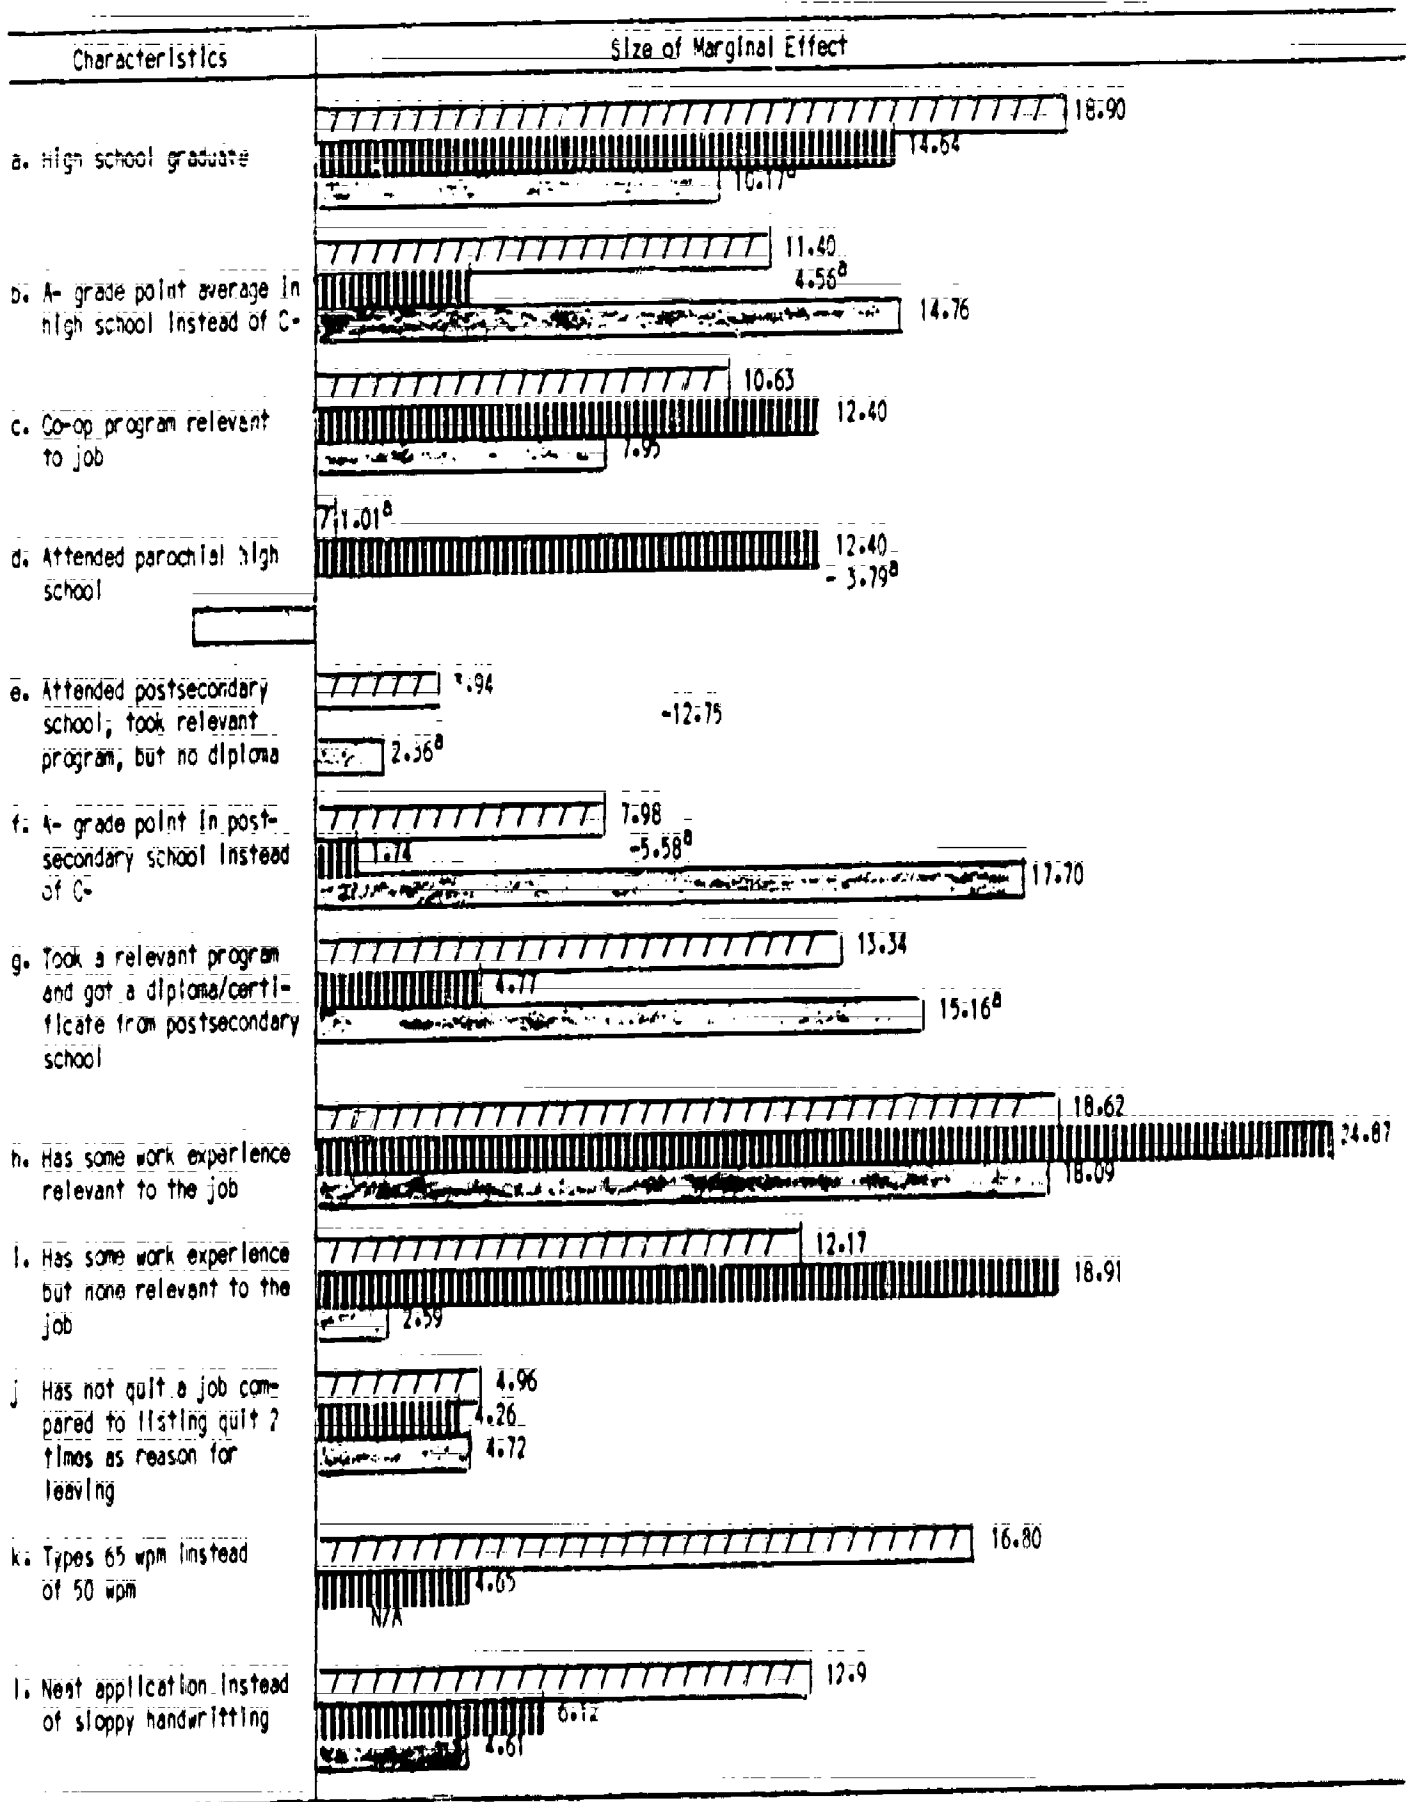 Characteristics
Size of Marginal Effect
18.90
14.64
a. High school graduate
10.17a
11.40
4.56a
b. A- grade point average in
high school instead of C-
14.76
10.63
c. Co-op program relevant
to job
12.40
7.95
1.01a
d. Attended parochial high
school
12.40
- 3.79a
e. Attended postsecondary
school, took relevant
program, but no diploma
3.94
-12.75
2.36a
f. A- grade point in post-
secondary school instead
of C-
7.98
1.74
-5.58a
17.70
g. Took a relevant program
and got a diploma/certi-
ficate from postsecondary
school
13.34
4.77
15.16a
18.62
24.87
h. Has some work experience
relevant to the job
18.09
i. Has some work experience
but none relevant to the
job
12.17
18.91
2.59
j Has not quit a job com-
pared to listing quit 2
times as reason for
leaving
4.96
4.26
4.72
k. Types 65 wpm instead
of 50 wpm
16.80
4.65
N/A
l. Neat application instead
of sloppy handwritting
12.9
6.12
4.61